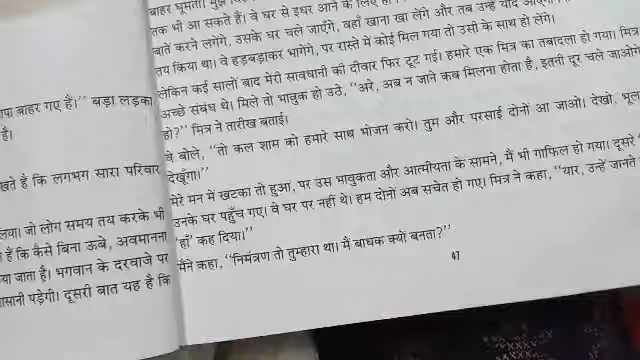 पा बाहर गए हैं।" बड़ा लड़का
है।
खते हैं कि लगभग सारा परिवार
लवा। जो लोग समय तय करके भी
हैं कि कैसे बिना ऊबे, अवमानना
या जाता है। भगवान के दरवाजे पर
ासानी पड़ेगी। दूसरी बात यह है कि
बाहर घूमता।
तक भी आ सकते हैं। वे घर से इधर आने के लिए
बातें करने लगेंगे, उसके घर चले जाएँगे, वहाँ खाना खा लेंगे और तब उन्हें याद
तय किया था। वे हड़बड़ाकर भागेंगे, पर रास्ते में कोई मिल गया तो उसी के साथ हो लेंगे।
लेकिन कई सालों बाद मेरी सावधानी की दीवार फिर टूट गई। हमारे एक मित्र का तबादला हो गया। मित्र
अच्छे संबंध थे। मिले तो भावुक हो उठे, "अरे, अब न जाने कब मिलना होता है, इतनी दूर चले जाओगे
हो?" मित्र ने तारीख बताई।
वे बोले, "तो कल शाम को हमारे साथ भोजन करो। तुम और परसाई दोनों आ जाओ। देखो, भूल
देखूँगा।"
मेरे मन में खटका तो हुआ, पर उस भावुकता और आत्मीयता के सामने, मैं भी गाफिल हो गया। दूसरे
उनके घर पहुँच गए। वे घर पर नहीं थे। हम दोनों अब सचेत हो गए। मित्र ने कहा, "यार, उन्हें जानते
'हाँ' कह दिया।"
मैंने कहा, "निमंत्रण तो तुम्हारा था। मैं बाधक क्यों बनता?"
47